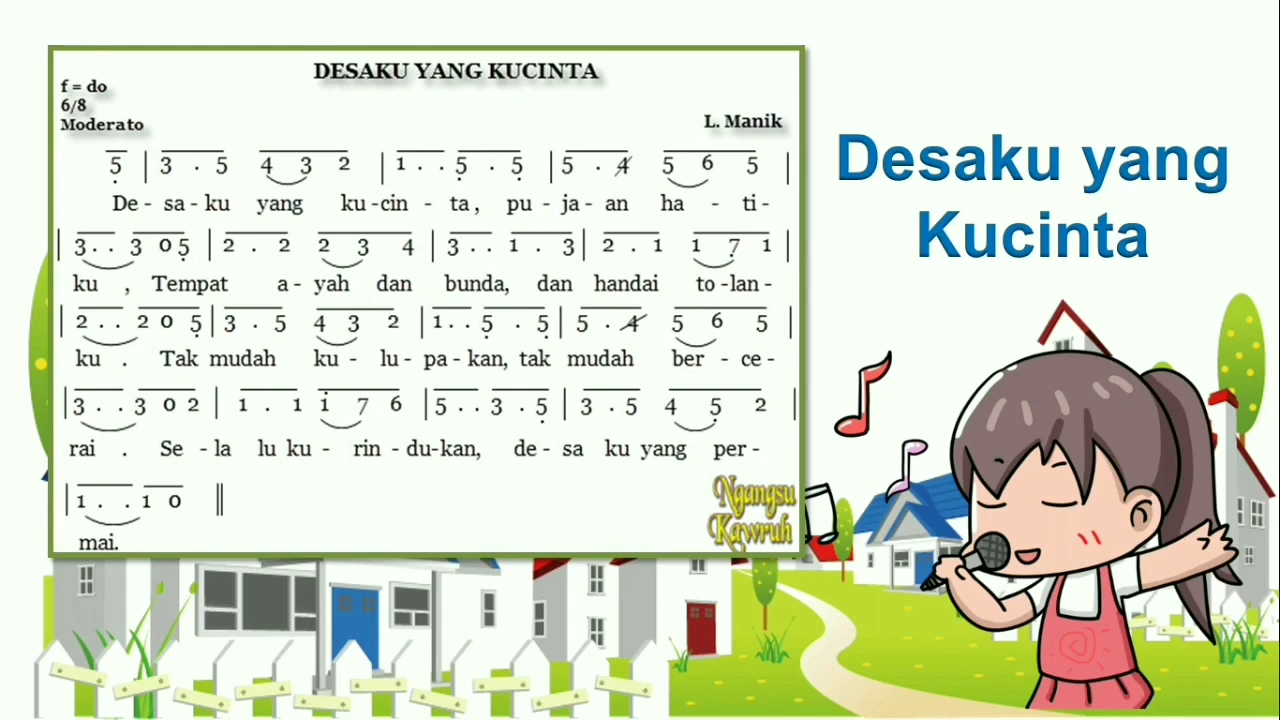 DESAKU YANG KUCINTA
f = do
6/8
Moderato
L. Manik
5̣ | 3 . 5 4 3 2 | 1 . . 5̣ . 5̣ | 5 . 4̸ 5 6 5 |
De - sa - ku yang ku - cin - ta , pu - ja - an ha - ti -
| 3 . . 3 0 5̣ | 2 . 2 2 3 4 | 3 . . 1 . 3 | 2 . 1 1 7̣ 1 |
ku , Tempat a - yah dan bunda, dan handai to - lan -
| 2 . . 2 0 5̣ | 3 . 5 4 3 2 | 1 . . 5̣ . 5̣ | 5 . 4̸ 5 6 5 |
ku . Tak mudah ku - lu - pa - kan, tak mudah ber - ce -
| 3 . . 3 0 2 | 1 . 1 1̇ 7 6 | 5 . . 3 . 5̣ | 3 . 5 4 5̣ 2 |
rai . Se - la lu ku - rin - du-kan, de - sa ku yang per -
| 1 . . 1 0 ||
mai.
Ngangsu
Kawruh
Desaku yang
Kucinta